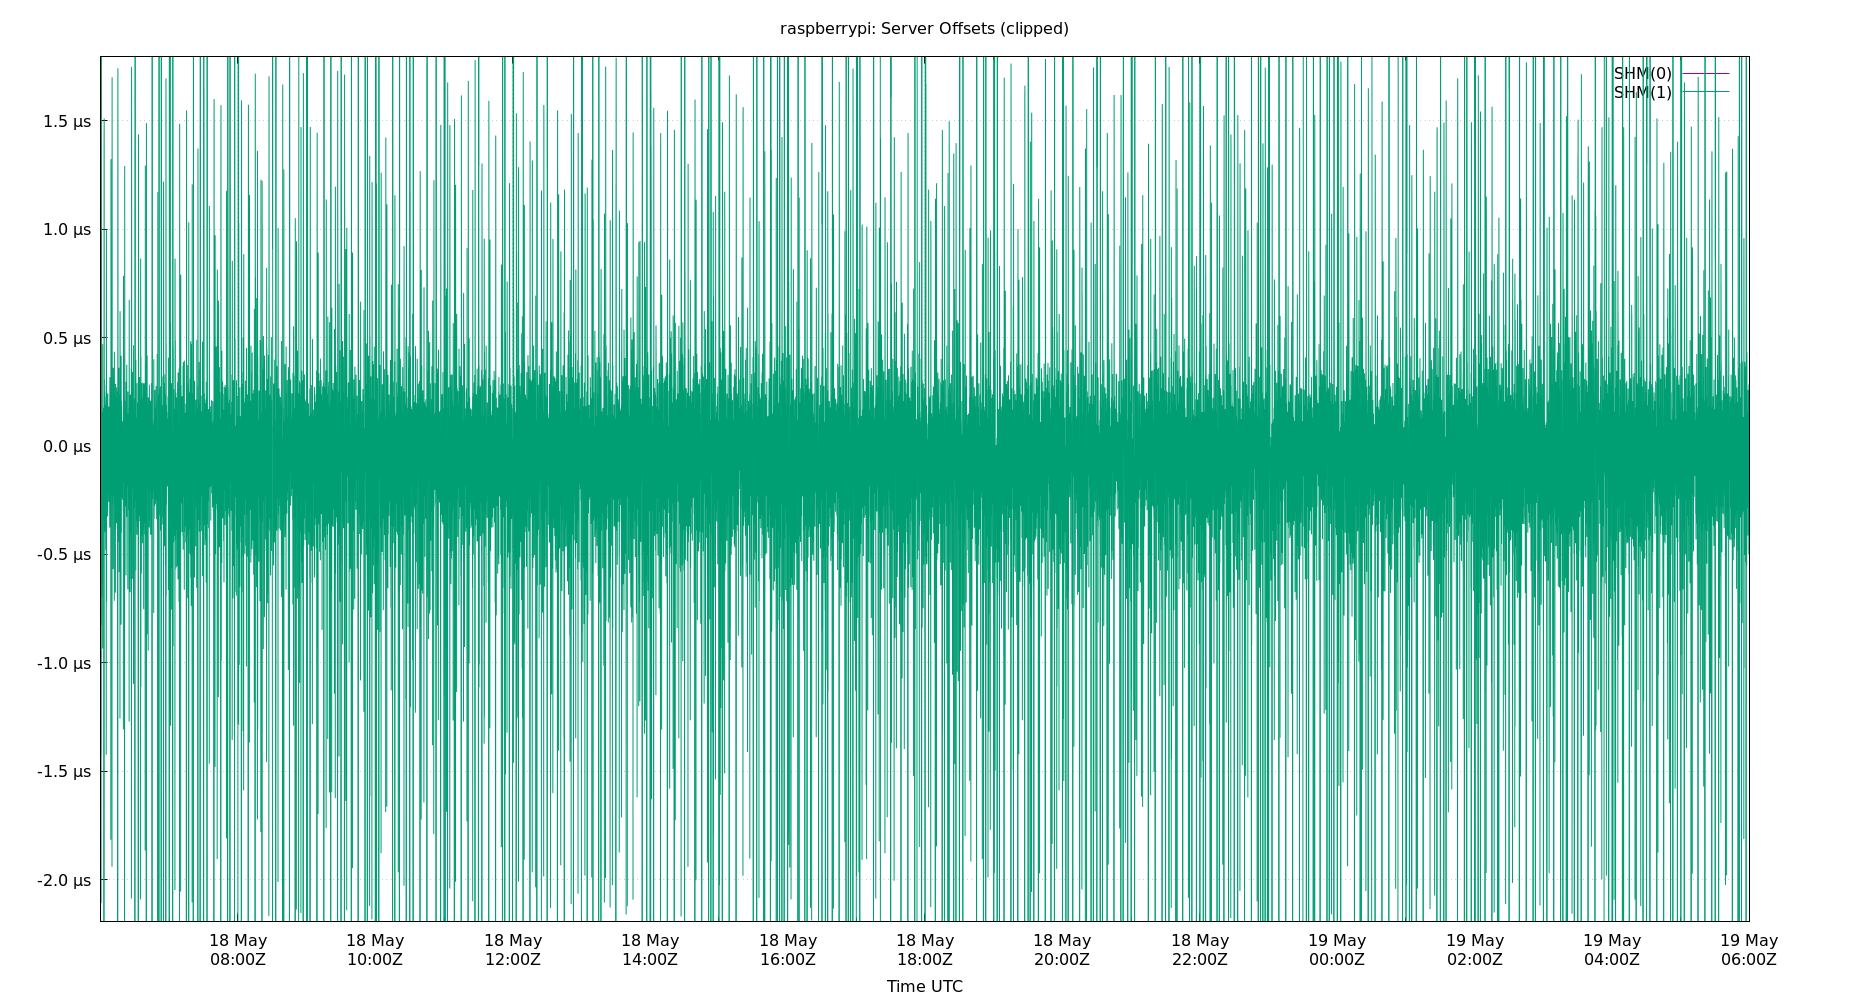 raspberrypi: Server Offsets (clipped)
SHM(0)
SHM(1)
1.5 µs
1.0 µs
0.5 µs
0.0 µs
-0.5 µs
-1.0 µs
-1.5 µs
-2.0 µs
18 May 18 May 18 May 18 May 18 May 18 May 18 May 18 May 19 May 19 May 19 May 19 May
08:00Z 10:00Z 12:00Z 14:00Z 16:00Z 18:00Z 20:00Z 22:00Z 00:00Z 02:00Z 04:00Z 06:00Z
Time UTC